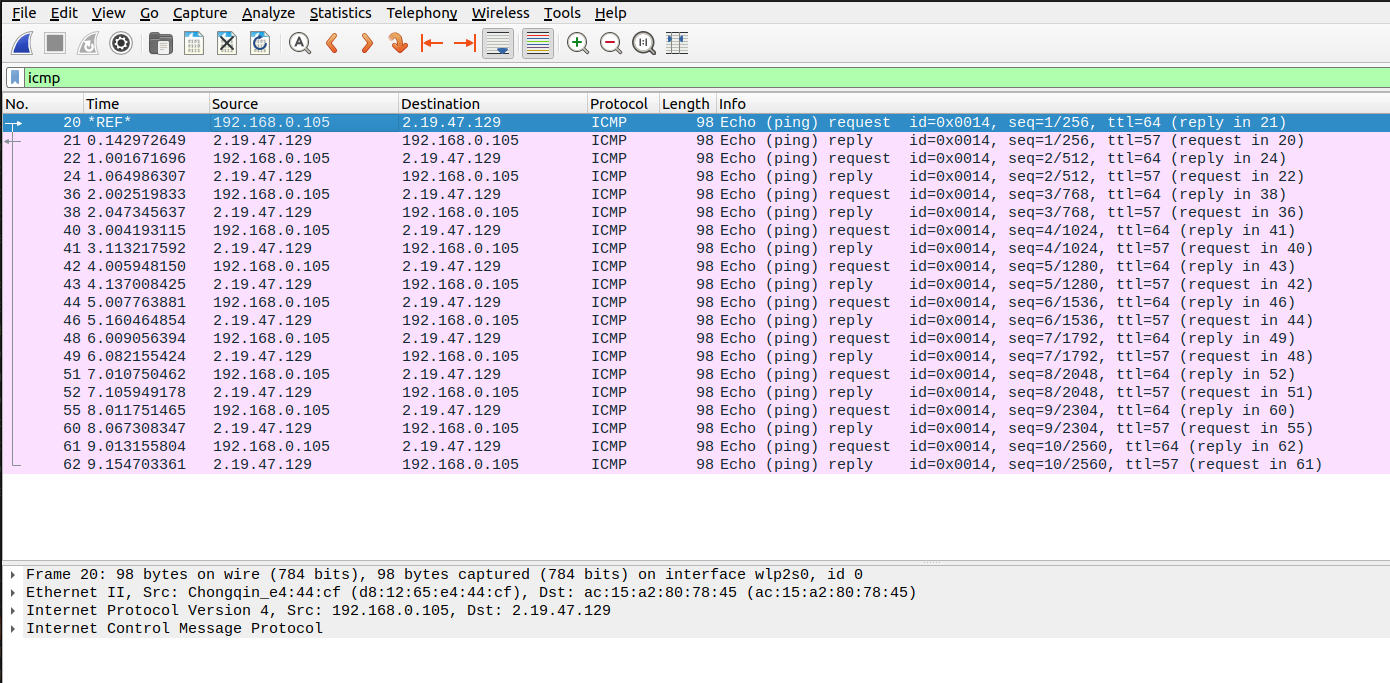 File Edit View Go Capture Analyze Statistics Telephony Wireless Tools Help
icmp
No. Time Source Destination Protocol Length Info
20 *REF* 192.168.0.105 2.19.47.129 ICMP 98 Echo (ping) request id=0x0014, seq=1/256, ttl=64 (reply in 21)
21 0.142972649 2.19.47.129 192.168.0.105 ICMP 98 Echo (ping) reply id=0x0014, seq=1/256, ttl=57 (request in 20)
22 1.001671696 192.168.0.105 2.19.47.129 ICMP 98 Echo (ping) request id=0x0014, seq=2/512, ttl=64 (reply in 24)
24 1.064986307 2.19.47.129 192.168.0.105 ICMP 98 Echo (ping) reply id=0x0014, seq=2/512, ttl=57 (request in 22)
36 2.002519833 192.168.0.105 2.19.47.129 ICMP 98 Echo (ping) request id=0x0014, seq=3/768, ttl=64 (reply in 38)
38 2.047345637 2.19.47.129 192.168.0.105 ICMP 98 Echo (ping) reply id=0x0014, seq=3/768, ttl=57 (request in 36)
40 3.004193115 192.168.0.105 2.19.47.129 ICMP 98 Echo (ping) request id=0x0014, seq=4/1024, ttl=64 (reply in 41)
41 3.113217592 2.19.47.129 192.168.0.105 ICMP 98 Echo (ping) reply id=0x0014, seq=4/1024, ttl=57 (request in 40)
42 4.005948150 192.168.0.105 2.19.47.129 ICMP 98 Echo (ping) request id=0x0014, seq=5/1280, ttl=64 (reply in 43)
43 4.137008425 2.19.47.129 192.168.0.105 ICMP 98 Echo (ping) reply id=0x0014, seq=5/1280, ttl=57 (request in 42)
44 5.007763881 192.168.0.105 2.19.47.129 ICMP 98 Echo (ping) request id=0x0014, seq=6/1536, ttl=64 (reply in 46)
46 5.160464854 2.19.47.129 192.168.0.105 ICMP 98 Echo (ping) reply id=0x0014, seq=6/1536, ttl=57 (request in 44)
48 6.009056394 192.168.0.105 2.19.47.129 ICMP 98 Echo (ping) request id=0x0014, seq=7/1792, ttl=64 (reply in 49)
49 6.082155424 2.19.47.129 192.168.0.105 ICMP 98 Echo (ping) reply id=0x0014, seq=7/1792, ttl=57 (request in 48)
51 7.010750462 192.168.0.105 2.19.47.129 ICMP 98 Echo (ping) request id=0x0014, seq=8/2048, ttl=64 (reply in 52)
52 7.105949178 2.19.47.129 192.168.0.105 ICMP 98 Echo (ping) reply id=0x0014, seq=8/2048, ttl=57 (request in 51)
55 8.011751465 192.168.0.105 2.19.47.129 ICMP 98 Echo (ping) request id=0x0014, seq=9/2304, ttl=64 (reply in 60)
60 8.067308347 2.19.47.129 192.168.0.105 ICMP 98 Echo (ping) reply id=0x0014, seq=9/2304, ttl=57 (request in 55)
61 9.013155804 192.168.0.105 2.19.47.129 ICMP 98 Echo (ping) request id=0x0014, seq=10/2560, ttl=64 (reply in 62)
62 9.154703361 2.19.47.129 192.168.0.105 ICMP 98 Echo (ping) reply id=0x0014, seq=10/2560, ttl=57 (request in 61)
Frame 20: 98 bytes on wire (784 bits), 98 bytes captured (784 bits) on interface wlp2s0, id 0
Ethernet II, Src: Chongqin_e4:44:cf (d8:12:65:e4:44:cf), Dst: ac:15:a2:80:78:45 (ac:15:a2:80:78:45)
Internet Protocol Version 4, Src: 192.168.0.105, Dst: 2.19.47.129
Internet Control Message Protocol